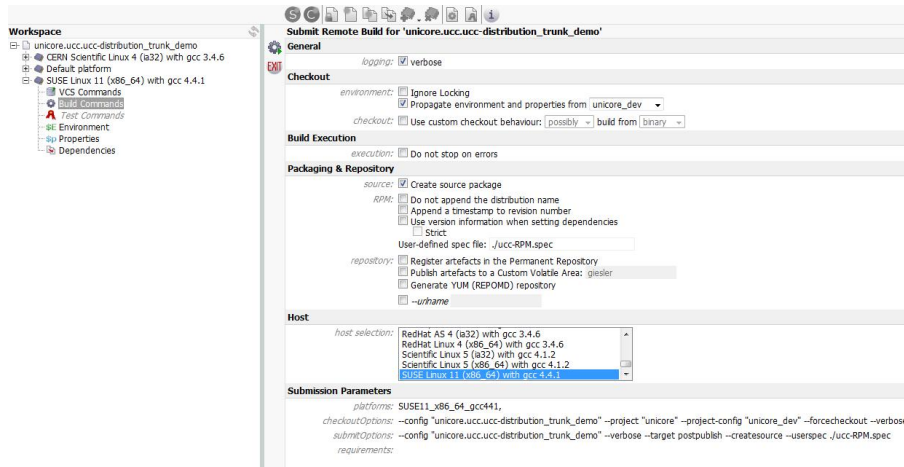 Workspace
unicore.ucc.ucc-distribution_trunk_demo
CERN Scientific Linux 4 (ia32) with gcc 3.4.6
Default platform
SUSE Linux 11 (x86_64) with gcc 4.4.1
VCS Commands
Build Commands
A Test Commands
$E Environment
$p Properties
Dependencies
S C A i
EXIT
Submit Remote Build for 'unicore.ucc.ucc-distribution_trunk_demo'
General
logging: verbose
Checkout
environment: Ignore Locking
Propagate environment and properties from unicore_dev
checkout: Use custom checkout behaviour: possibly build from binary
Build Execution
execution: Do not stop on errors
Packaging & Repository
source: Create source package
RPM: Do not append the distribution name
Append a timestamp to revision number
Use version information when setting dependencies
Strict
User-defined spec file: ./ucc-RPM.spec
repository: Register artefacts in the Permanent Repository
Publish artefacts to a Custom Volatile Area: giesler
Generate YUM (REPOMD) repository
--urlname
Host
host selection: RedHat AS 4 (ia32) with gcc 3.4.6
RedHat Linux 4 (x86_64) with gcc 3.4.6
Scientific Linux 5 (ia32) with gcc 4.1.2
Scientific Linux 5 (x86_64) with gcc 4.1.2
SUSE Linux 11 (x86_64) with gcc 4.4.1
Submission Parameters
platforms: SUSE11_x86_64_gcc441,
checkoutOptions: --config "unicore.ucc.ucc-distribution_trunk_demo" --project "unicore" --project-config "unicore_dev" --forcecheckout --verbose
submitOptions: --config "unicore.ucc.ucc-distribution_trunk_demo" --verbose --target postpublish --createsource --userspec ./ucc-RPM.spec
requirements: